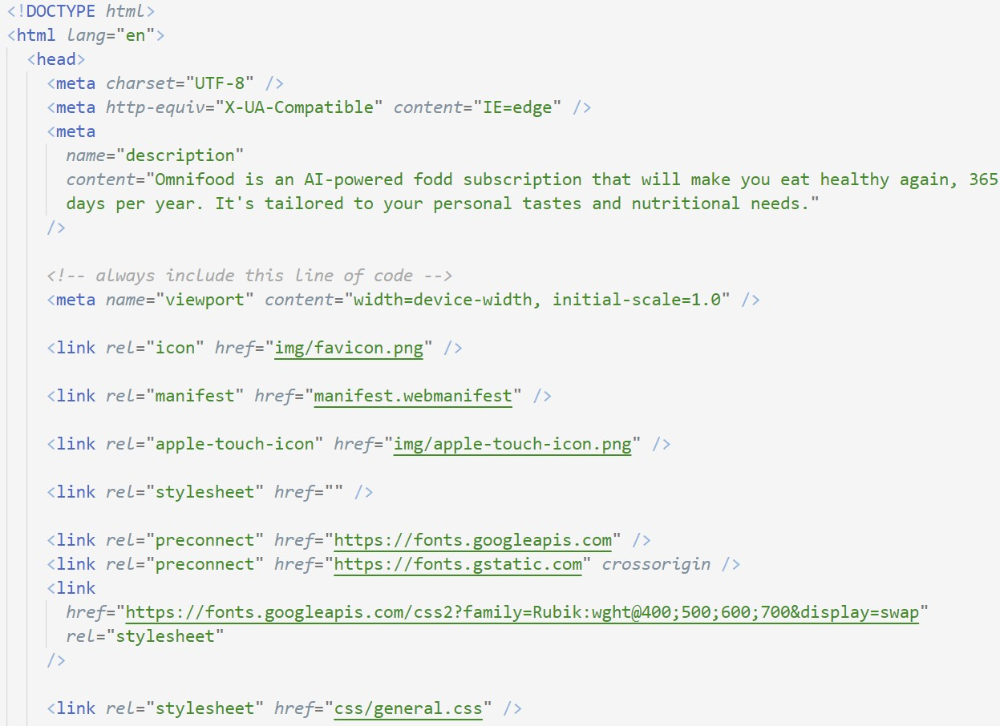 <!DOCTYPE html>
<html lang="en">
<head>
<meta charset="UTF-8" />
<meta http-equiv="X-UA-Compatible" content="IE=edge" />
<meta
name="description"
content="Omnifood is an AI-powered fodd subscription that will make you eat healthy again, 365
days per year. It's tailored to your personal tastes and nutritional needs."
/>
<!-- always include this line of code -->
<meta name="viewport" content="width=device-width, initial-scale=1.0" />
<link rel="icon" href="img/favicon.png" />
<link rel="manifest" href="manifest.webmanifest" />
<link rel="apple-touch-icon" href="img/apple-touch-icon.png" />
<link rel="stylesheet" href="" />
<link rel="preconnect" href="https://fonts.googleapis.com" />
<link rel="preconnect" href="https://fonts.gstatic.com" crossorigin />
<link
href="https://fonts.googleapis.com/css2?family=Rubik:wght@400;500;600;700&display=swap"
rel="stylesheet"
/>
<link rel="stylesheet" href="css/general.css" />